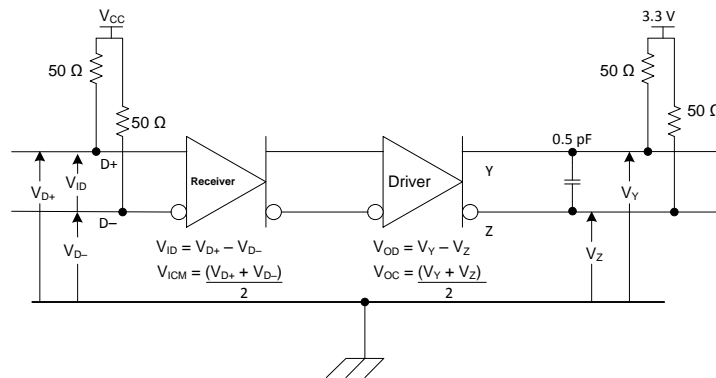 V_CC
3.3 V
50 Ω
50 Ω
50 Ω
50 Ω
0.5 pF
D+
Receiver
Driver
Y
V_D+
V_ID
V_Y
D–
Z
V_D–
V_Z
V_ID = V_D+ – V_D–
V_OD = V_Y – V_Z
V_ICM = (V_D+ + V_D–)
2
V_OC = (V_Y + V_Z)
2